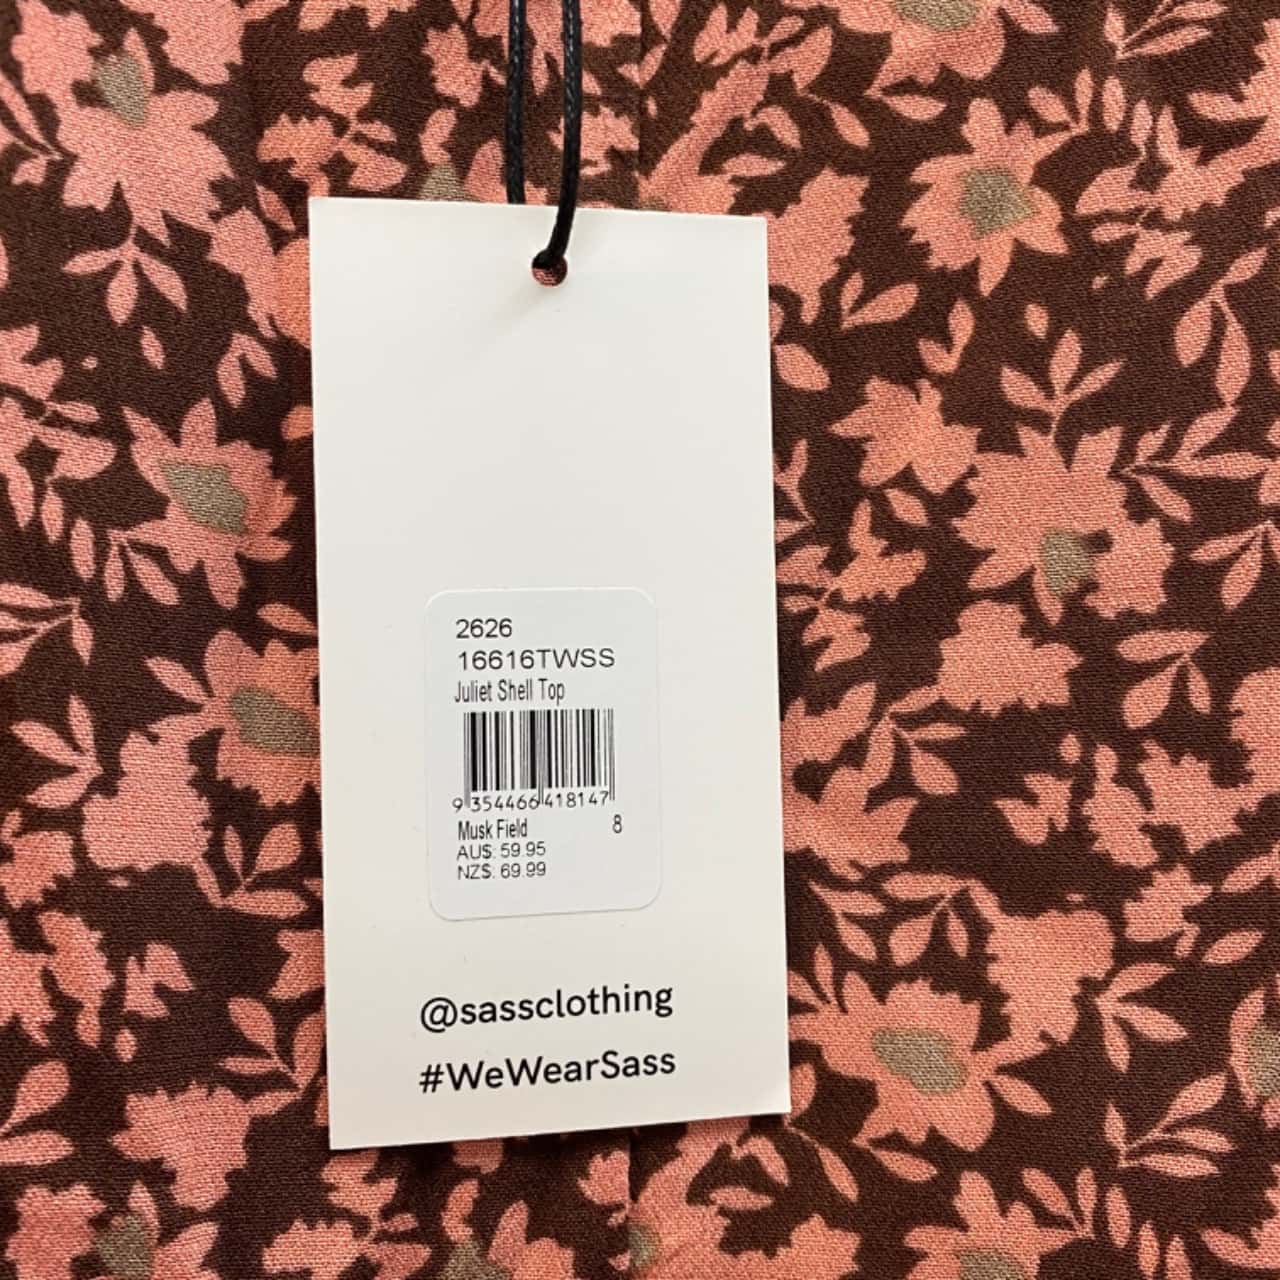 2626
16616TWSS
Juliet Shell Top
9 354466 418147
Musk Field 8
AU$: 59.95
NZ$: 69.99
@sassclothing
#WeWearSass